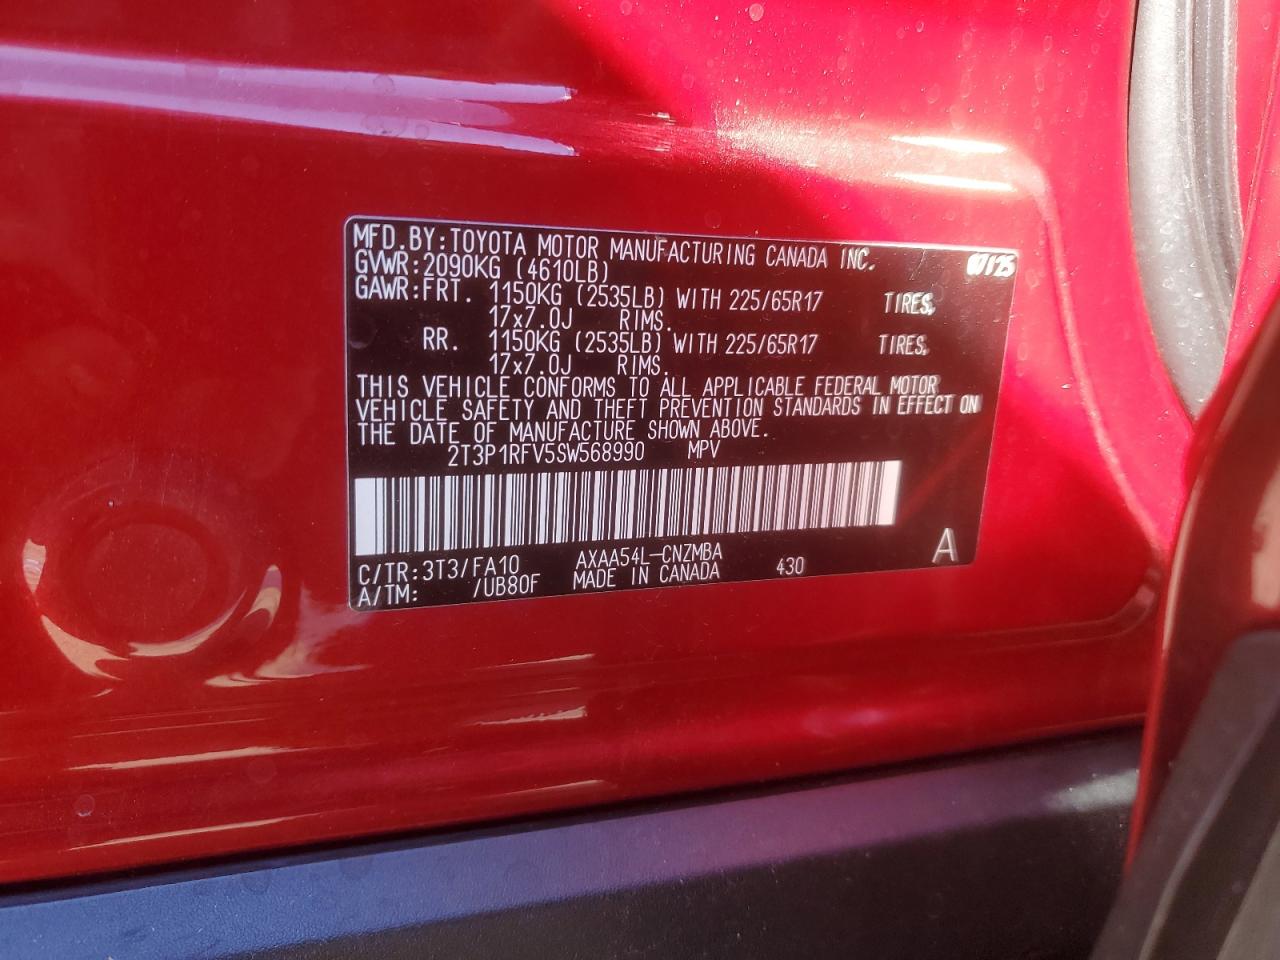 MFD.BY:TOYOTA MOTOR MANUFACTURING CANADA INC. 07/25
GVWR:2090KG (4610LB)
GAWR:FRT. 1150KG (2535LB) WITH 225/65R17 TIRES,
17x7.0J RIMS.
RR. 1150KG (2535LB) WITH 225/65R17 TIRES,
17x7.0J RIMS.
THIS VEHICLE CONFORMS TO ALL APPLICABLE FEDERAL MOTOR
VEHICLE SAFETY AND THEFT PREVENTION STANDARDS IN EFFECT ON
THE DATE OF MANUFACTURE SHOWN ABOVE.
2T3P1RFV5SW568990 MPV
C/TR:3T3/FA10 AXAA54L-CNZMBA A
A/TM: /UB80F MADE IN CANADA 430